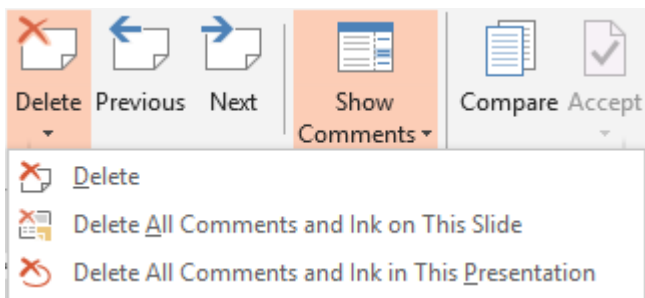 Delete Previous Next Show Compare Accept
Comments
Delete
Delete All Comments and Ink on This Slide
Delete All Comments and Ink in This Presentation